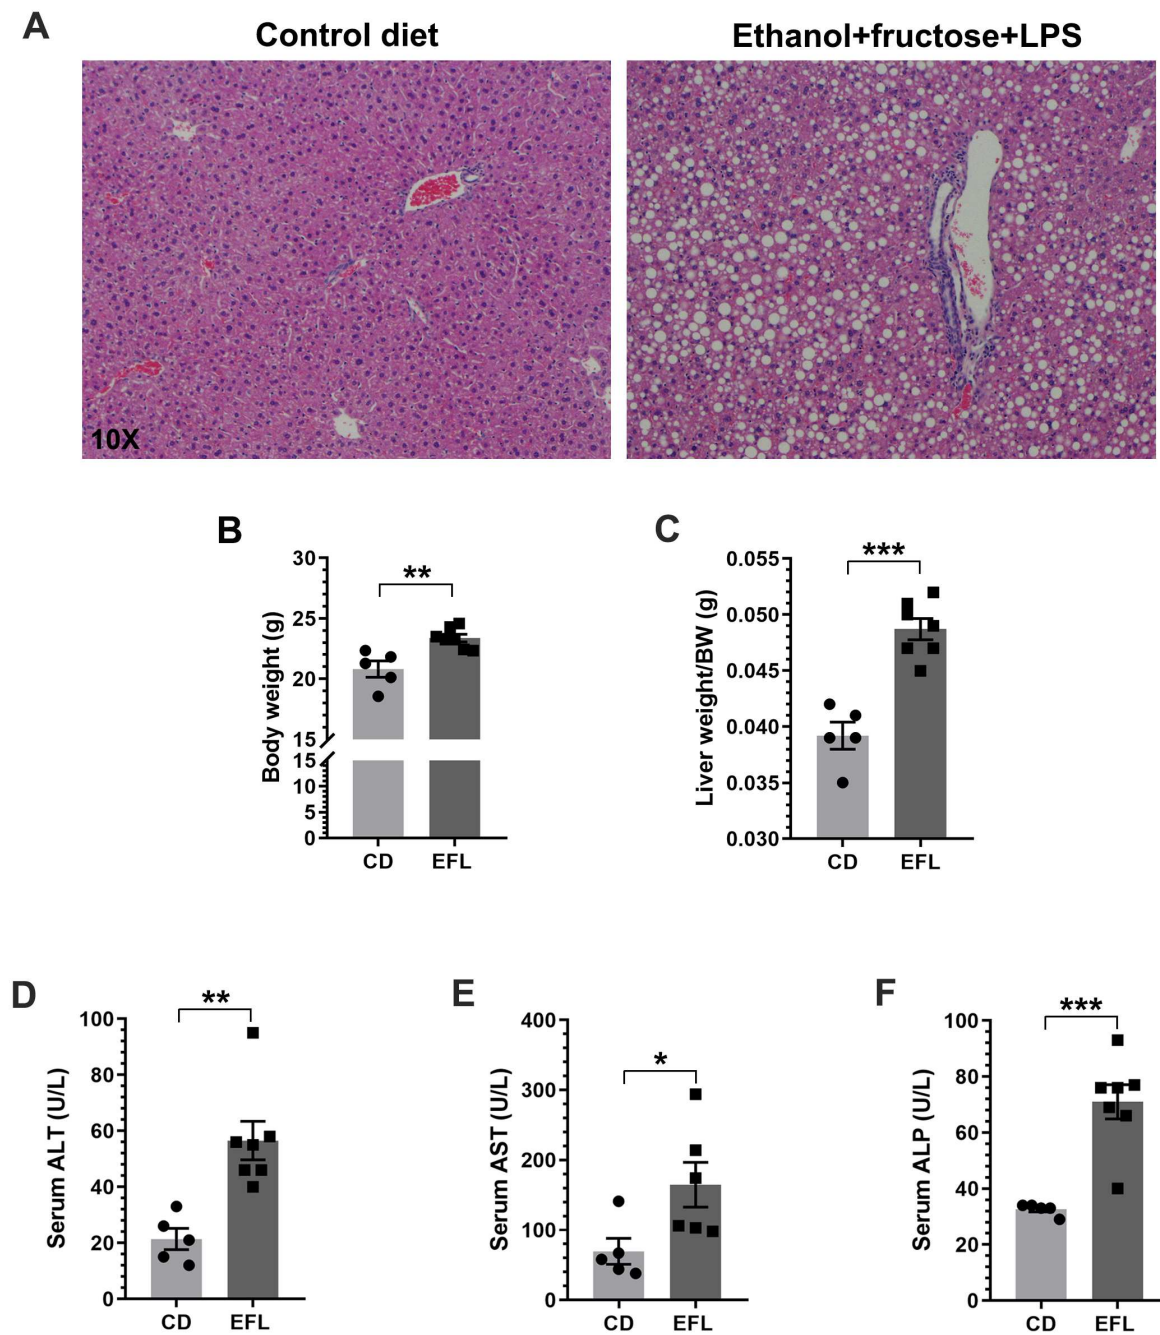 A
Control diet
Ethanol+fructose+LPS
10X
B
Body weight (g)
30
25
20
15
15
10
5
0
**
CD
EFL
C
Liver weight/BW (g)
0.055
0.050
0.045
0.040
0.035
0.030
***
CD
EFL
D
Serum ALT (U/L)
100
80
60
40
20
0
**
CD
EFL
E
Serum AST (U/L)
400
300
200
100
0
*
CD
EFL
F
Serum ALP (U/L)
100
80
60
40
20
0
***
CD
EFL